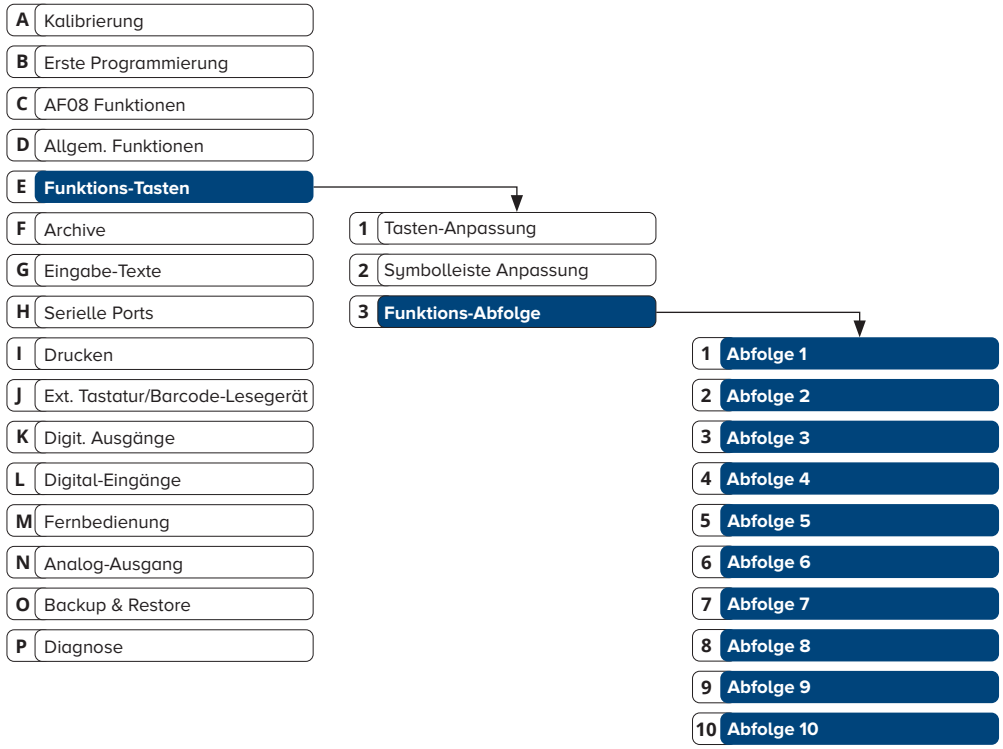 A Kalibrierung
B Erste Programmierung
C AF08 Funktionen
D Allgem. Funktionen
E Funktions-Tasten
F Archive
G Eingabe-Texte
H Serielle Ports
I Drucken
J Ext. Tastatur/Barcode-Lesegerät
K Digit. Ausgänge
L Digital-Eingänge
M Fernbedienung
N Analog-Ausgang
O Backup & Restore
P Diagnose
1 Tasten-Anpassung
2 Symbolleiste Anpassung
3 Funktions-Abfolge
1 Abfolge 1
2 Abfolge 2
3 Abfolge 3
4 Abfolge 4
5 Abfolge 5
6 Abfolge 6
7 Abfolge 7
8 Abfolge 8
9 Abfolge 9
10 Abfolge 10